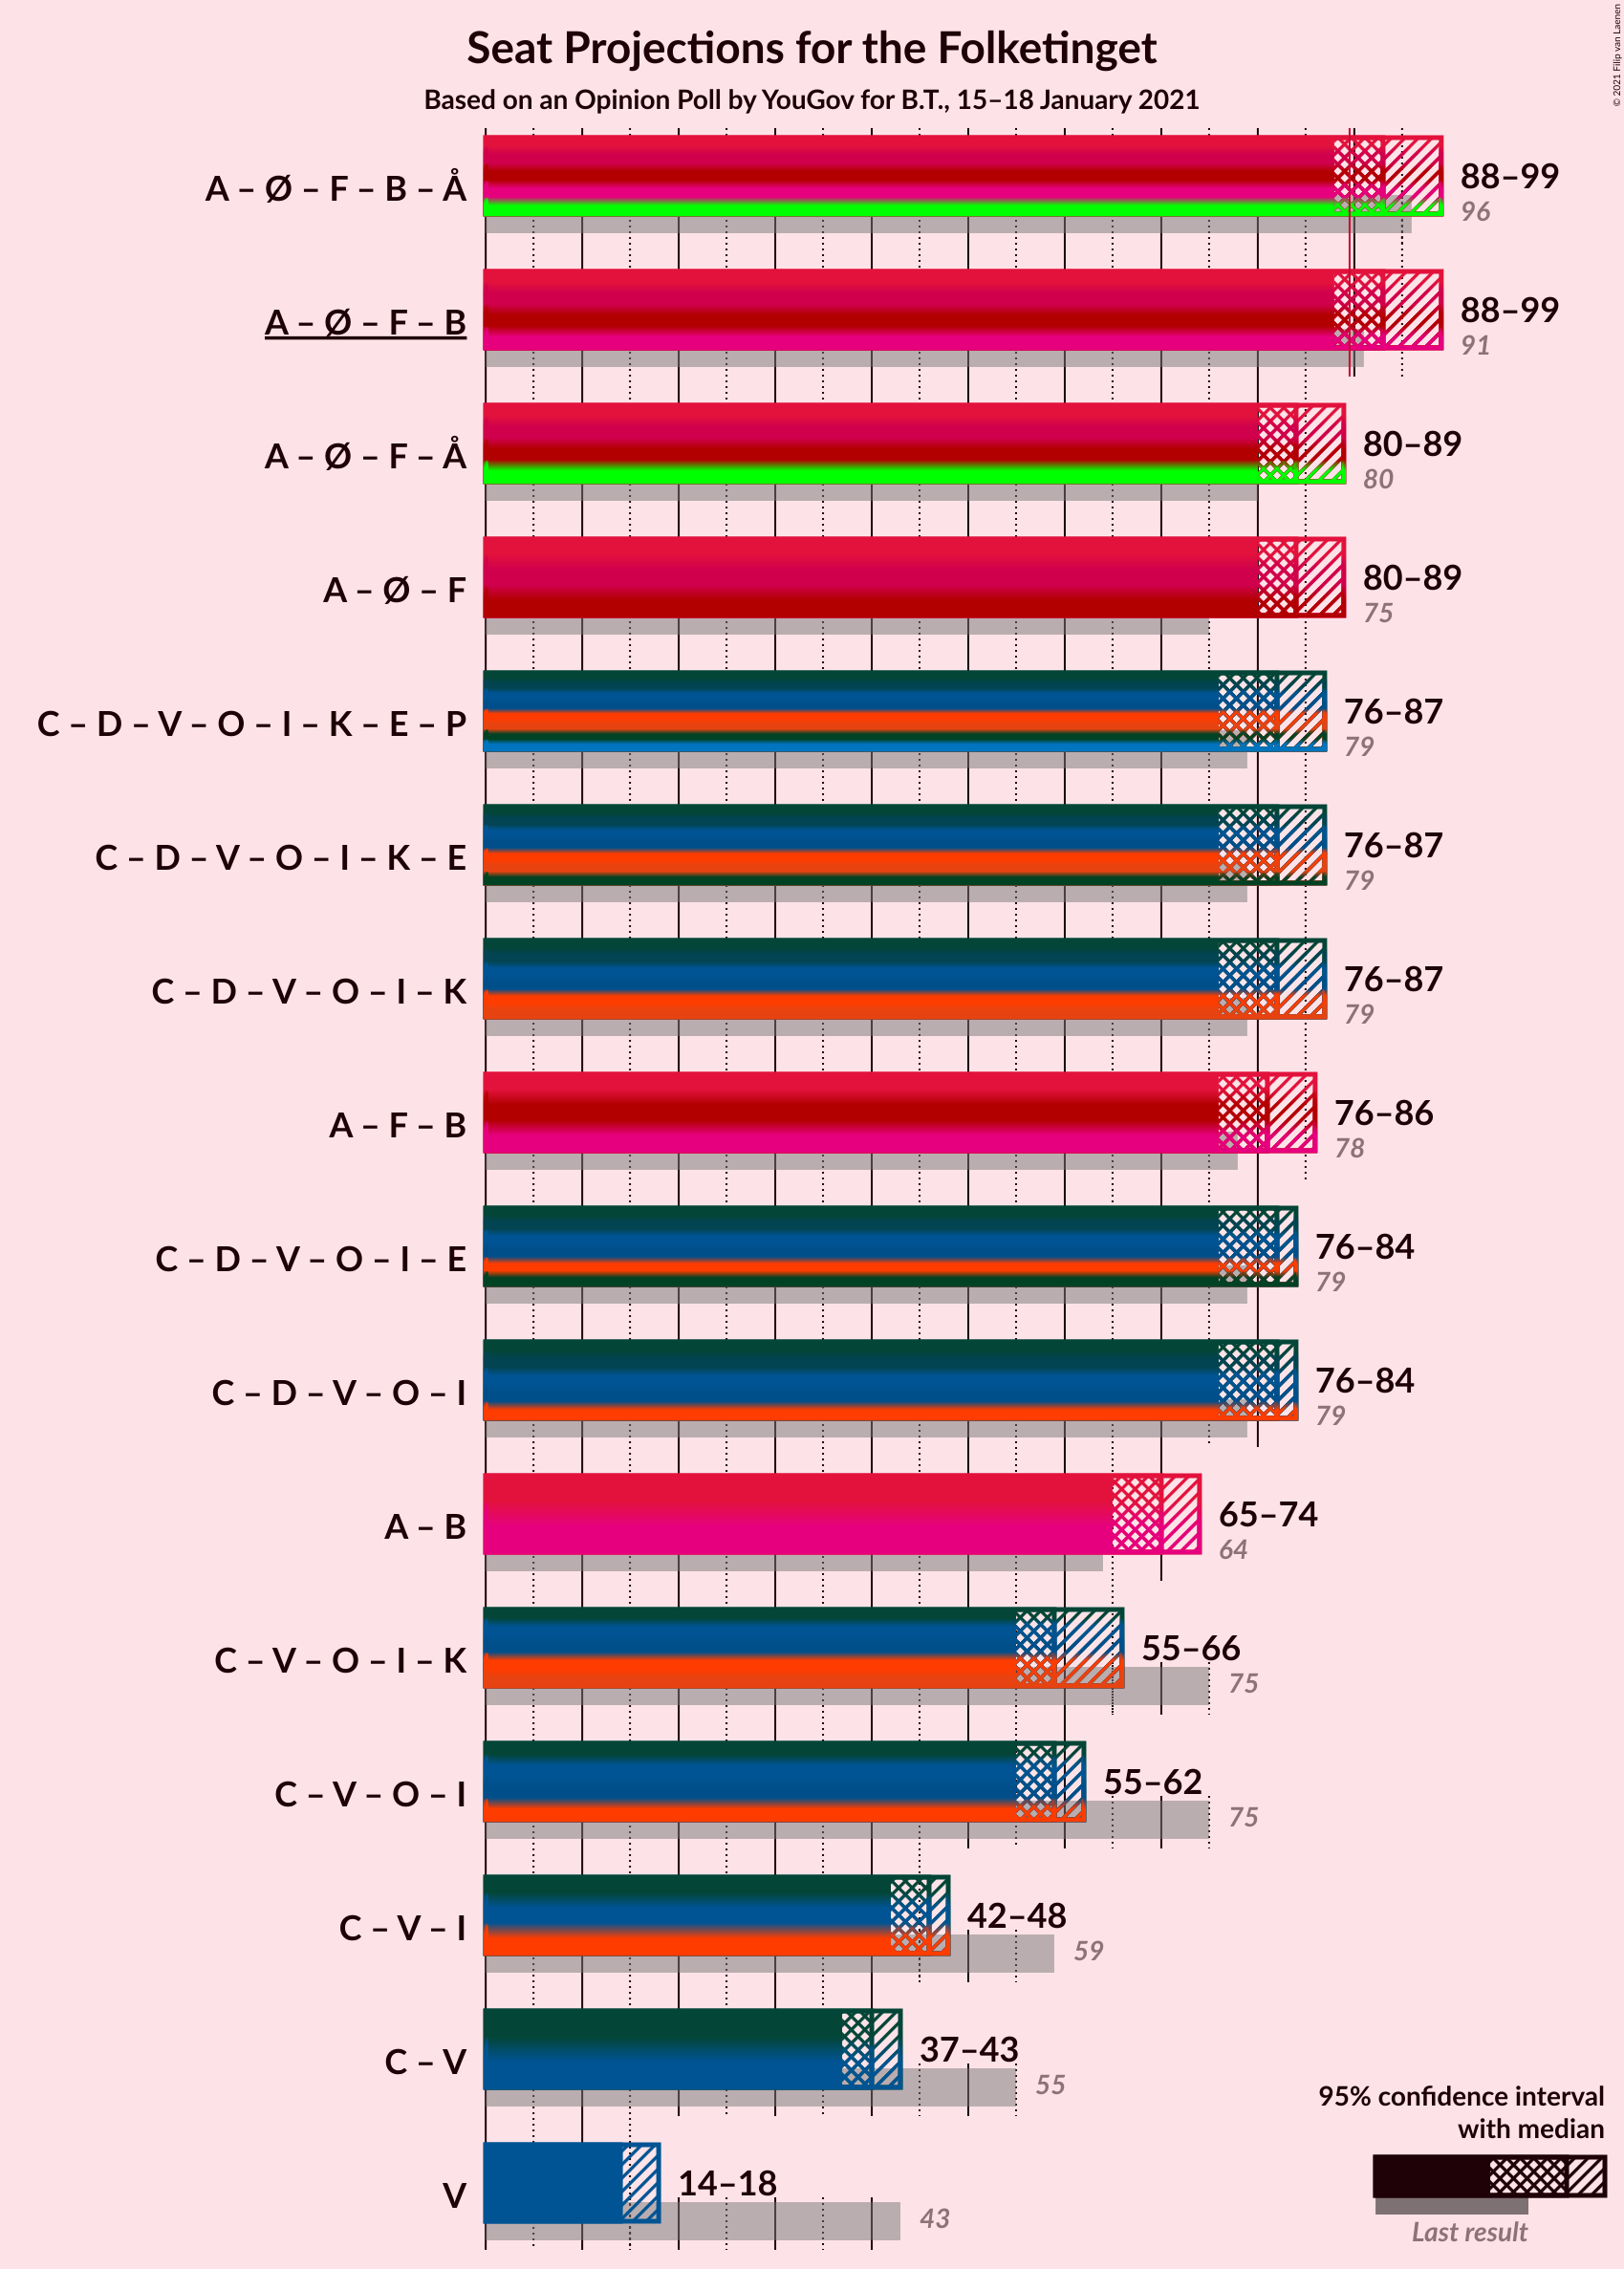 Seat Projections for the Folketinget
Based on an Opinion Poll by YouGov for B.T., 15–18 January 2021
© 2021 Filip van Laenen
A – Ø – F – B – Å
88–99
96
A – Ø – F – B
88–99
91
A – Ø – F – Å
80–89
80
A – Ø – F
80–89
75
C – D – V – O – I – K – E – P
76–87
79
C – D – V – O – I – K – E
76–87
79
C – D – V – O – I – K
76–87
79
A – F – B
76–86
78
C – D – V – O – I – E
76–84
79
C – D – V – O – I
76–84
79
A – B
65–74
64
C – V – O – I – K
55–66
75
C – V – O – I
55–62
75
C – V – I
42–48
59
C – V
37–43
55
V
14–18
43
95% confidence interval
with median
Last result